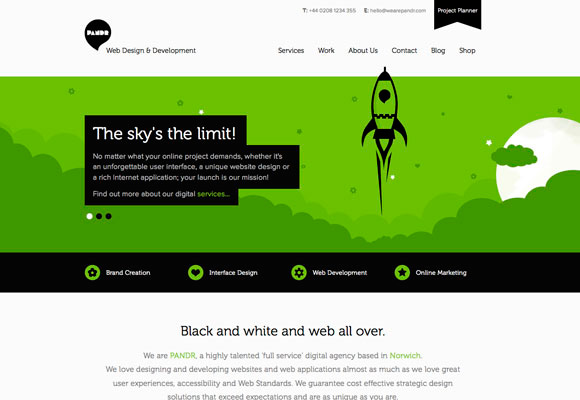 T: +44 0208 1234 355 E: hello@wearepandr.com
Project Planner
PANDR
Web Design & Development
Services Work About Us Contact Blog Shop
The sky's the limit!
No matter what your online project demands, whether it's
an unforgettable user interface, a unique website design or
a rich Internet application; your launch is our mission!
Find out more about our digital services...
Brand Creation Interface Design Web Development Online Marketing
Black and white and web all over.
We are PANDR, a highly talented 'full service' digital agency based in Norwich.
We love designing and developing websites and web applications almost as much as we love great
user experiences, accessibility and Web Standards. We guarantee cost effective strategic design
solutions that exceed expectations and are as unique as you are.